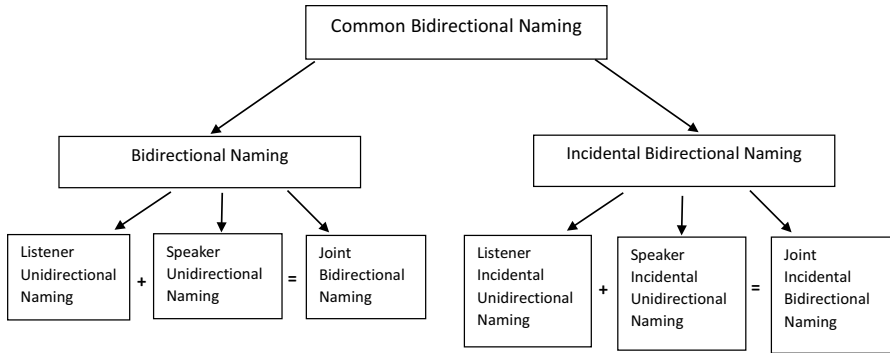 Common Bidirectional Naming
Bidirectional Naming
Incidental Bidirectional Naming
Listener
Unidirectional
Naming
+
Speaker
Unidirectional
Naming
=
Joint
Bidirectional
Naming
Listener
Incidental
Unidirectional
Naming
+
Speaker
Incidental
Unidirectional
Naming
=
Joint
Incidental
Bidirectional
Naming